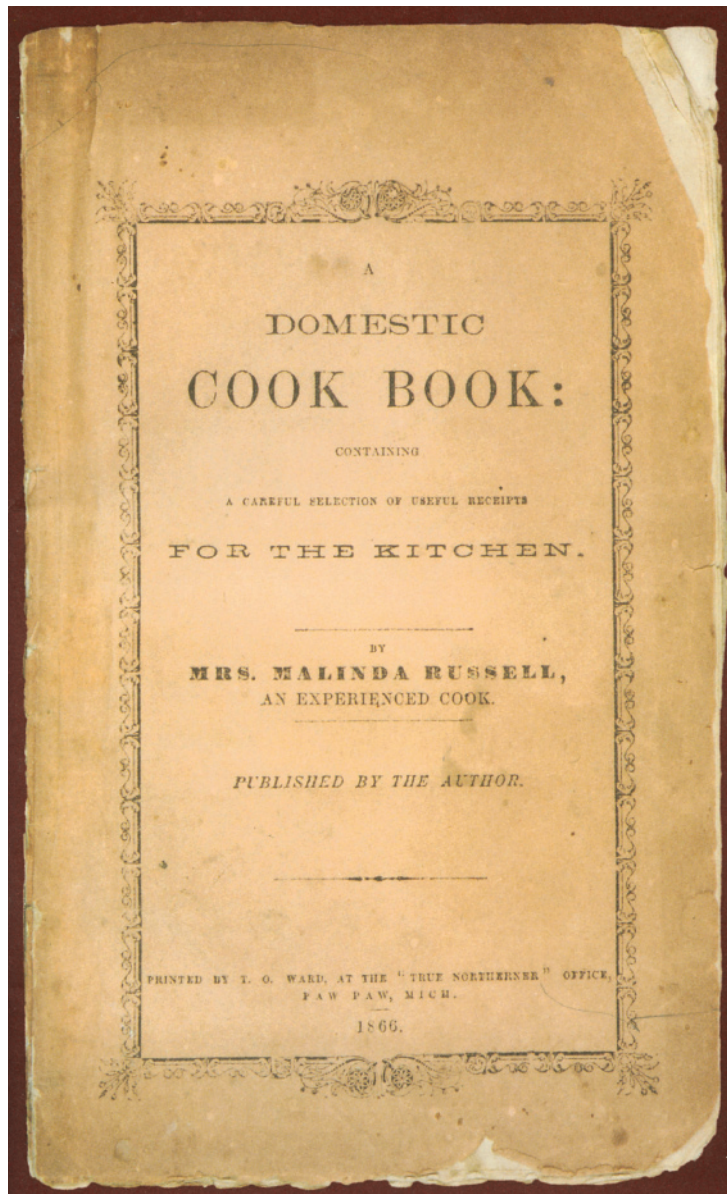 A
DOMESTIC
COOK BOOK:
CONTAINING
A CAREFUL SELECTION OF USEFUL RECEIPTS
FOR THE KITCHEN.
BY
MRS. MALINDA RUSSELL,
AN EXPERIENCED COOK.
PUBLISHED BY THE AUTHOR.
PRINTED BY T. O. WARD, AT THE "TRUE NORTHERNER" OFFICE,
PAW PAW, MICH.
1866.